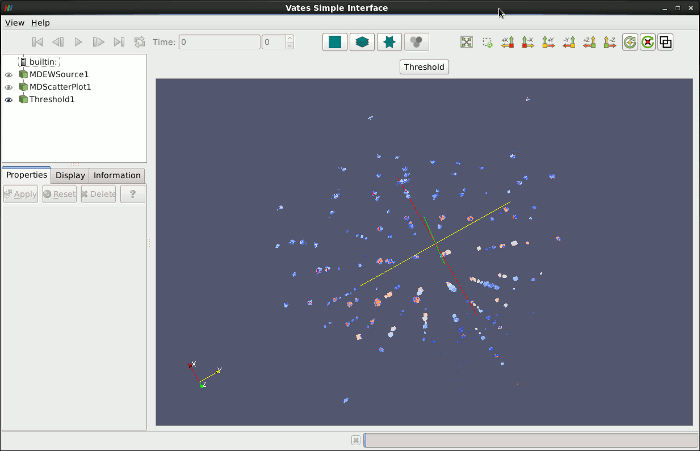 Vates Simple Interface
View Help
Time: 0 0
Threshold
builtin:
MDEWSource1
MDScatterPlot1
Threshold1
Properties Display Information
Apply Reset Delete ?